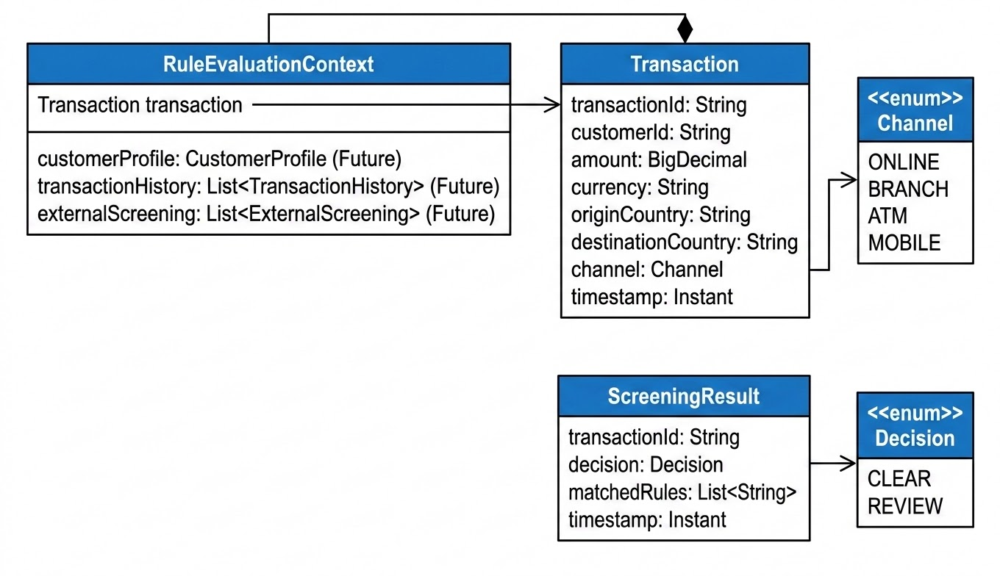 RuleEvaluationContext
Transaction transaction
customerProfile: CustomerProfile (Future)
transactionHistory: List<TransactionHistory> (Future)
externalScreening: List<ExternalScreening> (Future)
Transaction
transactionId: String
customerId: String
amount: BigDecimal
currency: String
originCountry: String
destinationCountry: String
channel: Channel
timestamp: Instant
<<enum>>
Channel
ONLINE
BRANCH
ATM
MOBILE
ScreeningResult
transactionId: String
decision: Decision
matchedRules: List<String>
timestamp: Instant
<<enum>>
Decision
CLEAR
REVIEW